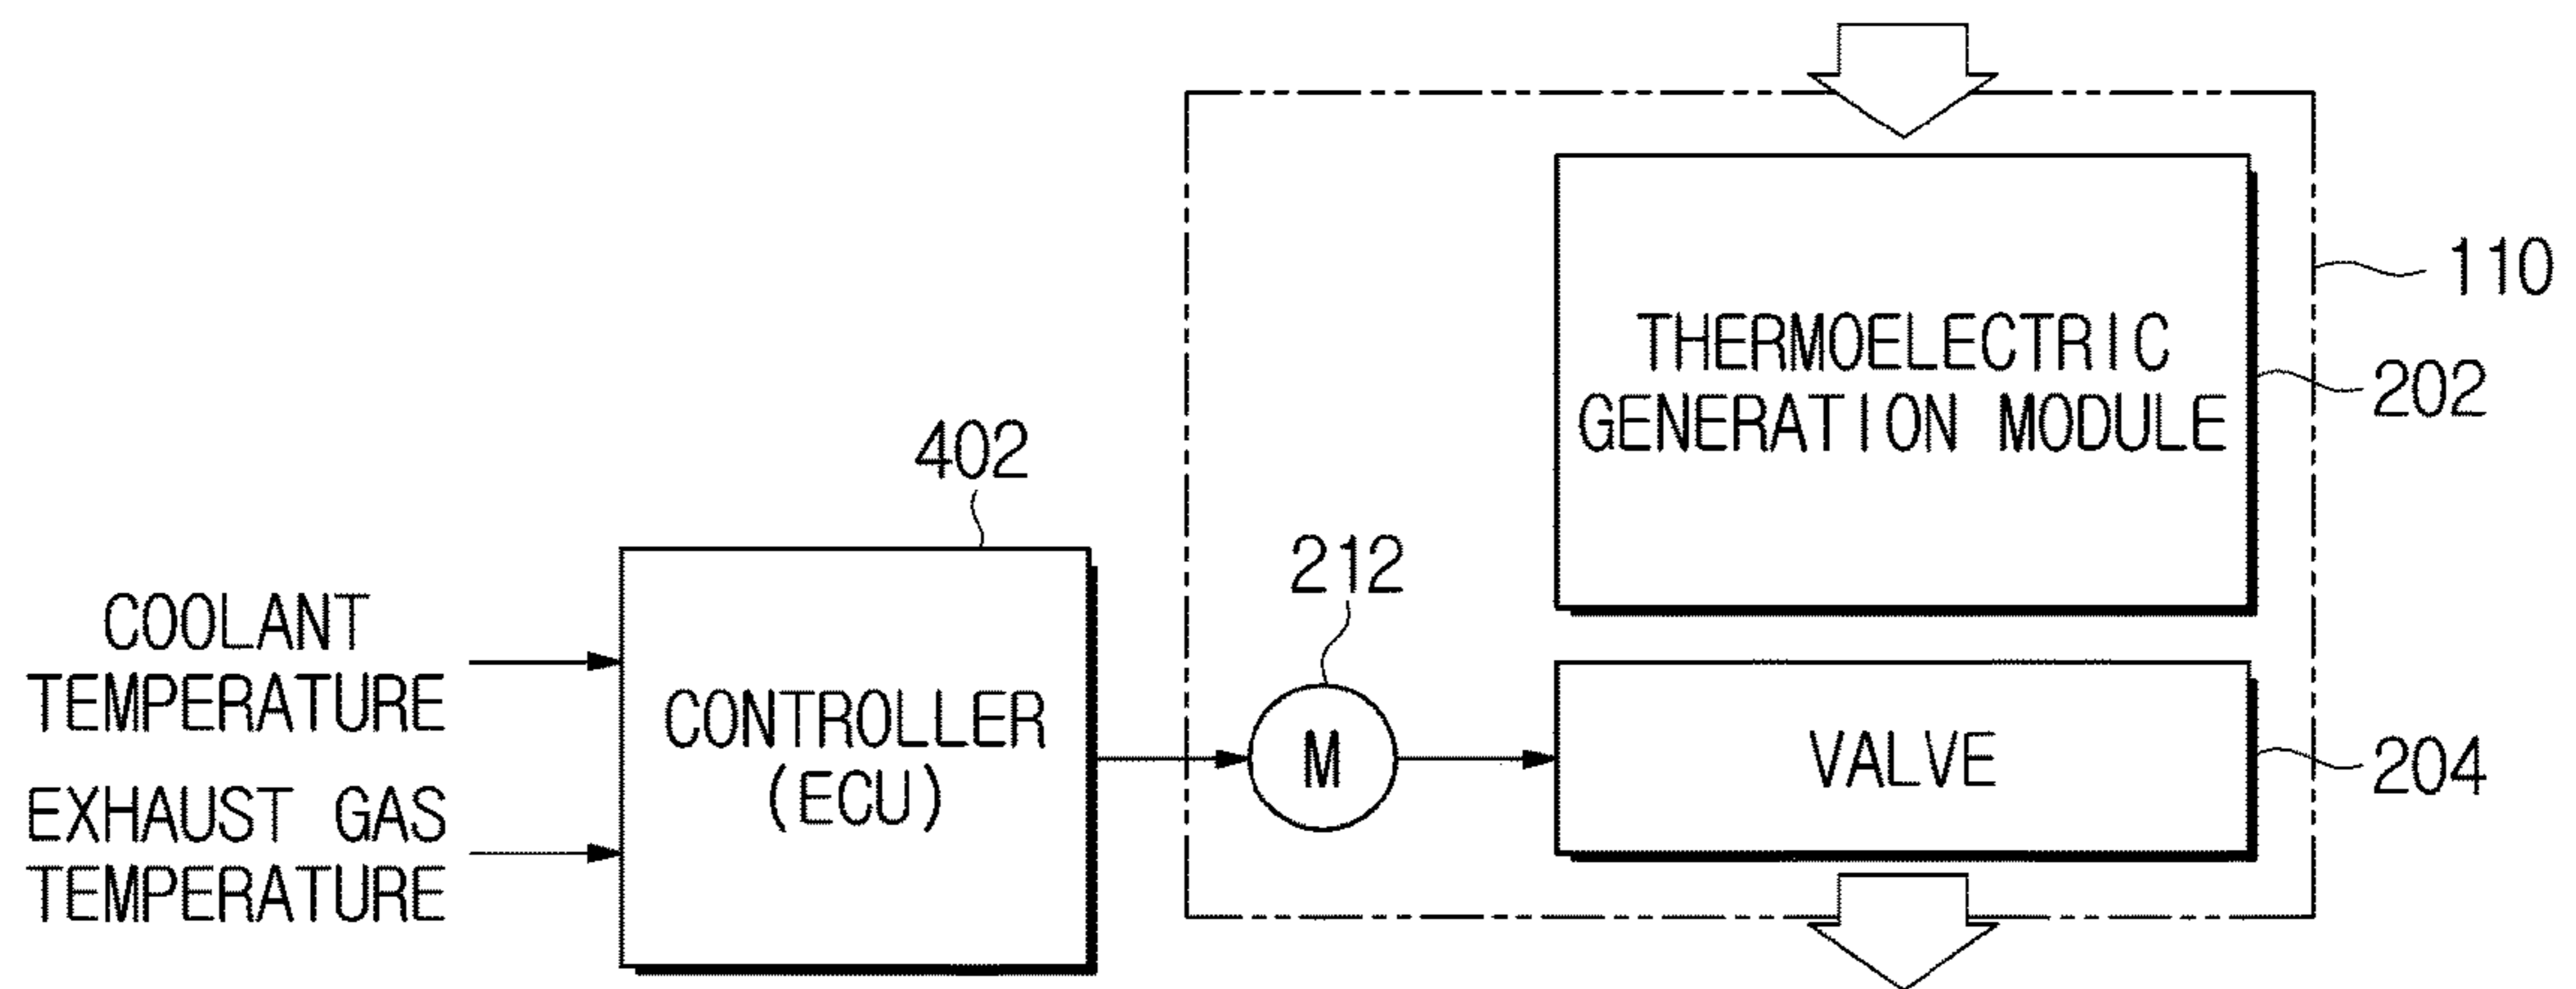 110
THERMOELECTRIC
GENERATION MODULE
202
402
212
COOLANT
TEMPERATURE
CONTROLLER
(ECU)
M
VALVE
204
EXHAUST GAS
TEMPERATURE